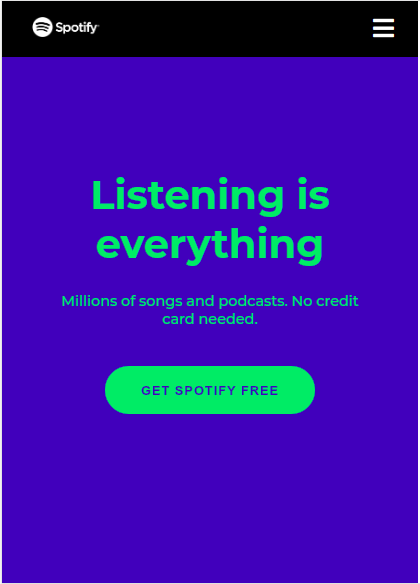 Spotify
Listening is
everything
Millions of songs and podcasts. No credit
card needed.
GET SPOTIFY FREE